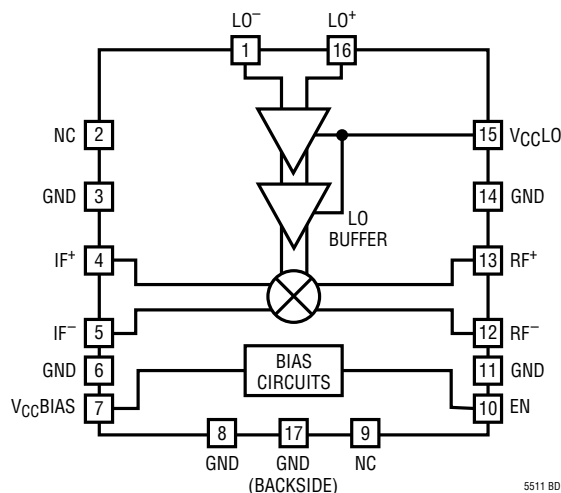 LO⁻ LO⁺
1 16
NC 2 15 VCCLO
GND 3 14 GND
LO
BUFFER
IF⁺ 4 13 RF⁺
IF⁻ 5 12 RF⁻
GND 6 11 GND
BIAS
CIRCUITS
VCCBIAS 7 10 EN
8 17 9
GND GND NC
(BACKSIDE)
5511 BD